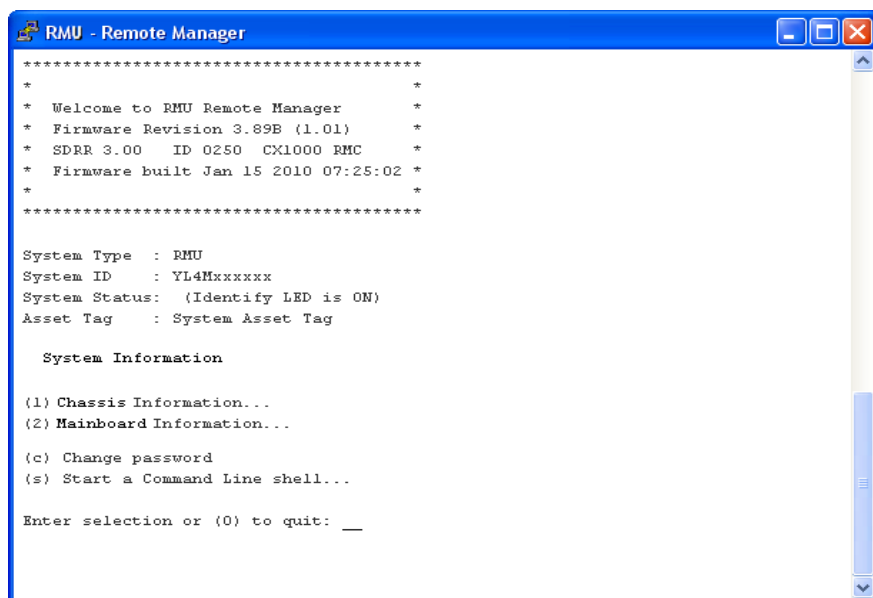 RMU - Remote Manager
*****************************************
*                                       *
*  Welcome to RMU Remote Manager        *
*  Firmware Revision 3.89B (1.01)       *
*  SDRR 3.00   ID 0250  CX1000 RMC      *
*  Firmware built Jan 15 2010 07:25:02 *
*                                       *
*****************************************
System Type  : RMU
System ID    : YL4Mxxxxxx
System Status:  (Identify LED is ON)
Asset Tag    : System Asset Tag
System Information
(1) Chassis Information...
(2) Mainboard Information...
(c) Change password
(s) Start a Command Line shell...
Enter selection or (0) to quit: __